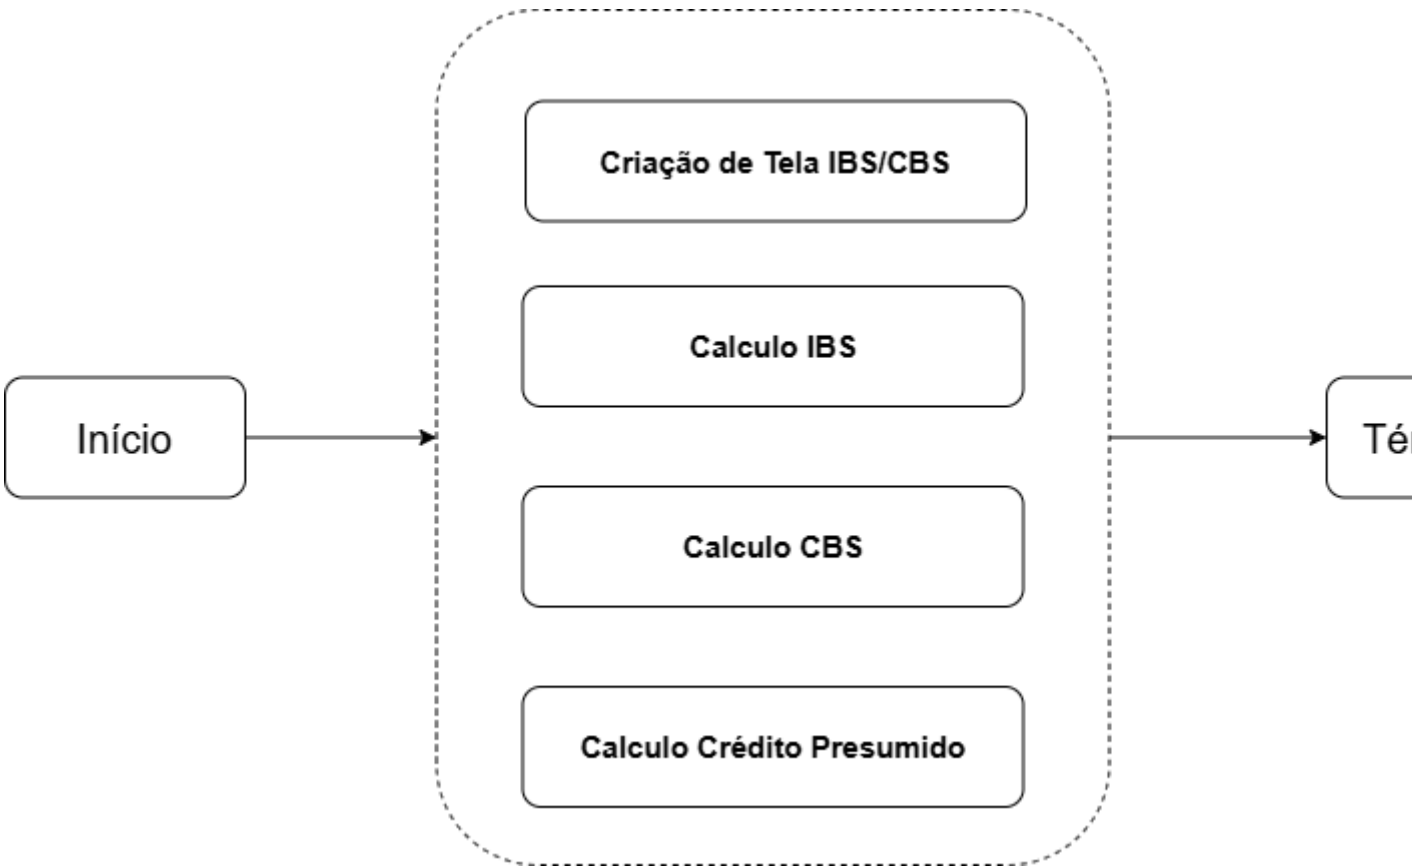 Criação de Tela IBS/CBS
Calculo IBS
Início
Calculo CBS
Calculo Crédito Presumido